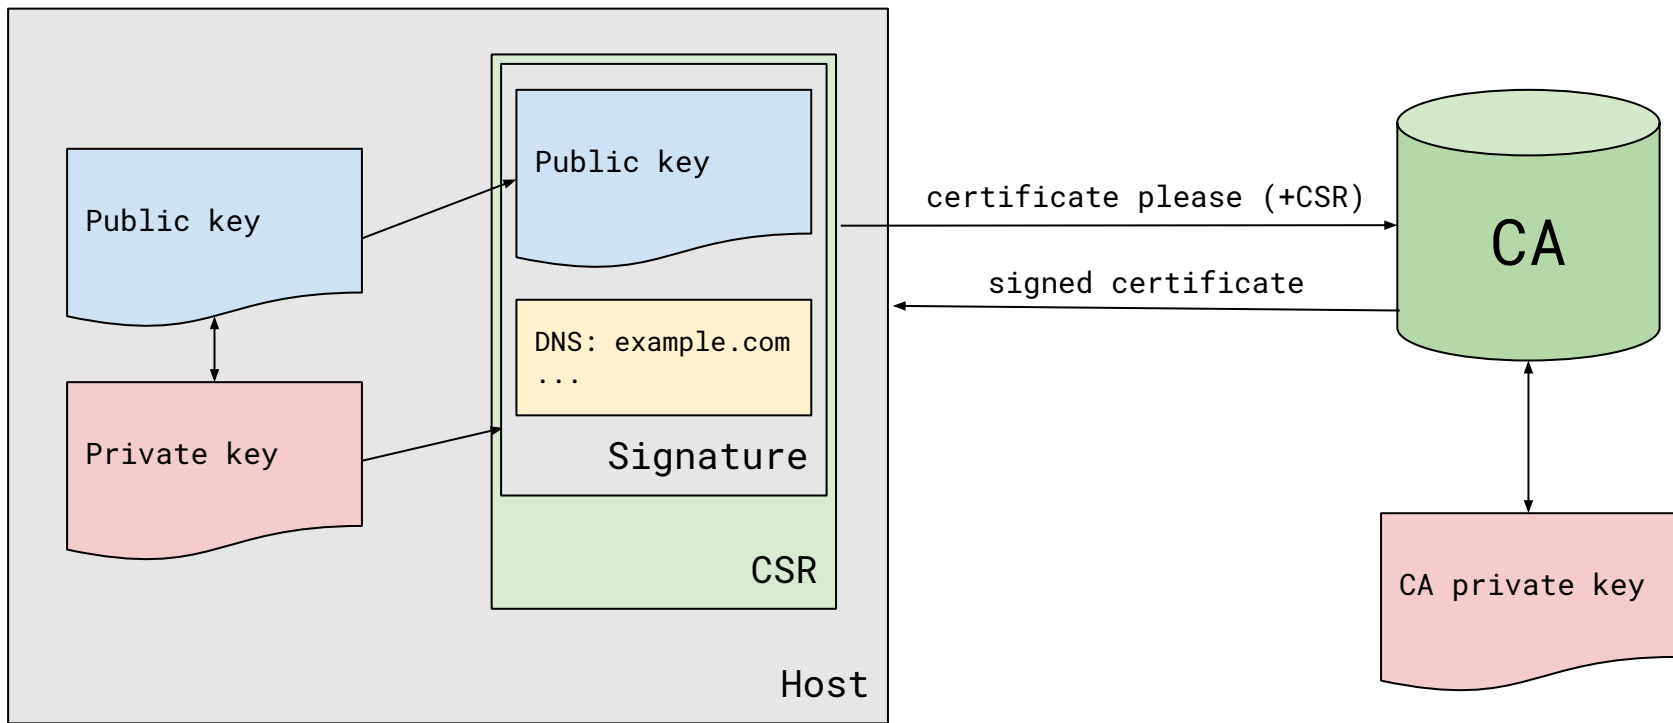 Public key
Private key
Public key
DNS: example.com
...
Signature
CSR
Host
certificate please (+CSR)
signed certificate
CA
CA private key